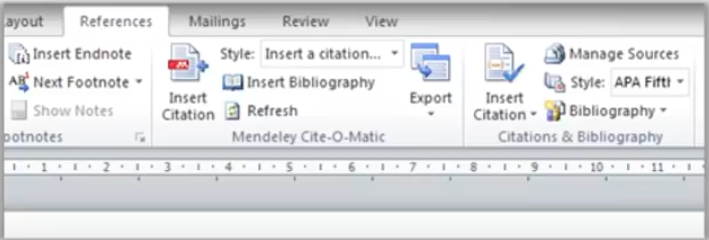 ayout References Mailings Review View
Insert Endnote
Next Footnote
Show Notes
ootnotes
Insert
Citation
Style: Insert a citation...
Insert Bibliography
Refresh
Export
Mendeley Cite-O-Matic
Insert
Citation
Manage Sources
Style: APA Fiftl
Bibliography
Citations & Bibliography
1 2 3 4 5 6 7 8 9 10 11